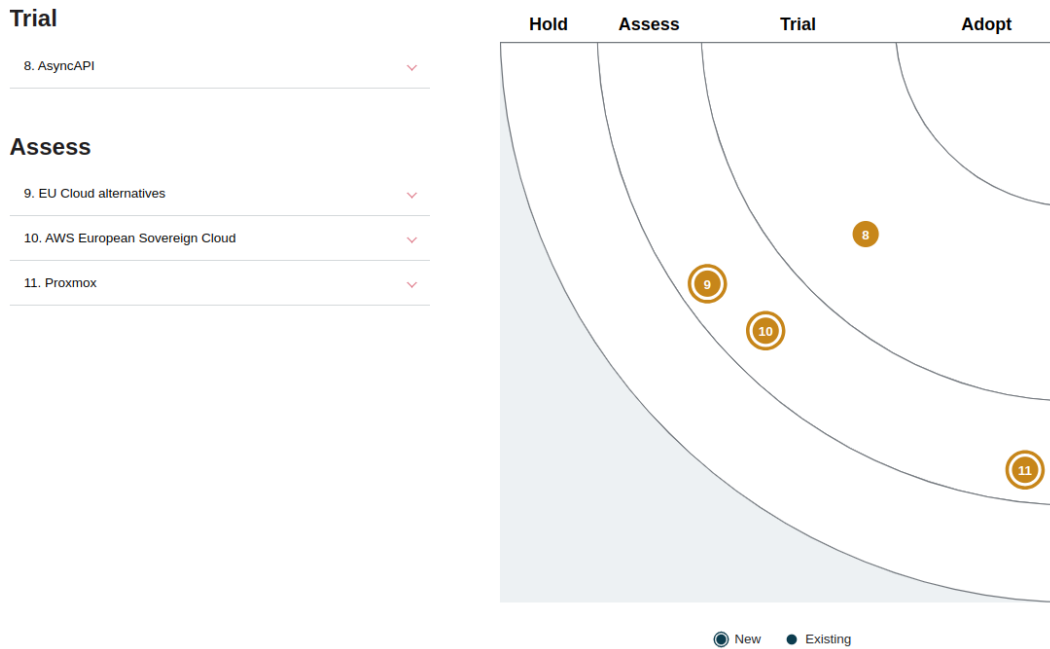 Trial
8. AsyncAPI
Assess
9. EU Cloud alternatives
10. AWS European Sovereign Cloud
11. Proxmox
Hold Assess Trial Adopt
8
9
10
11
New Existing